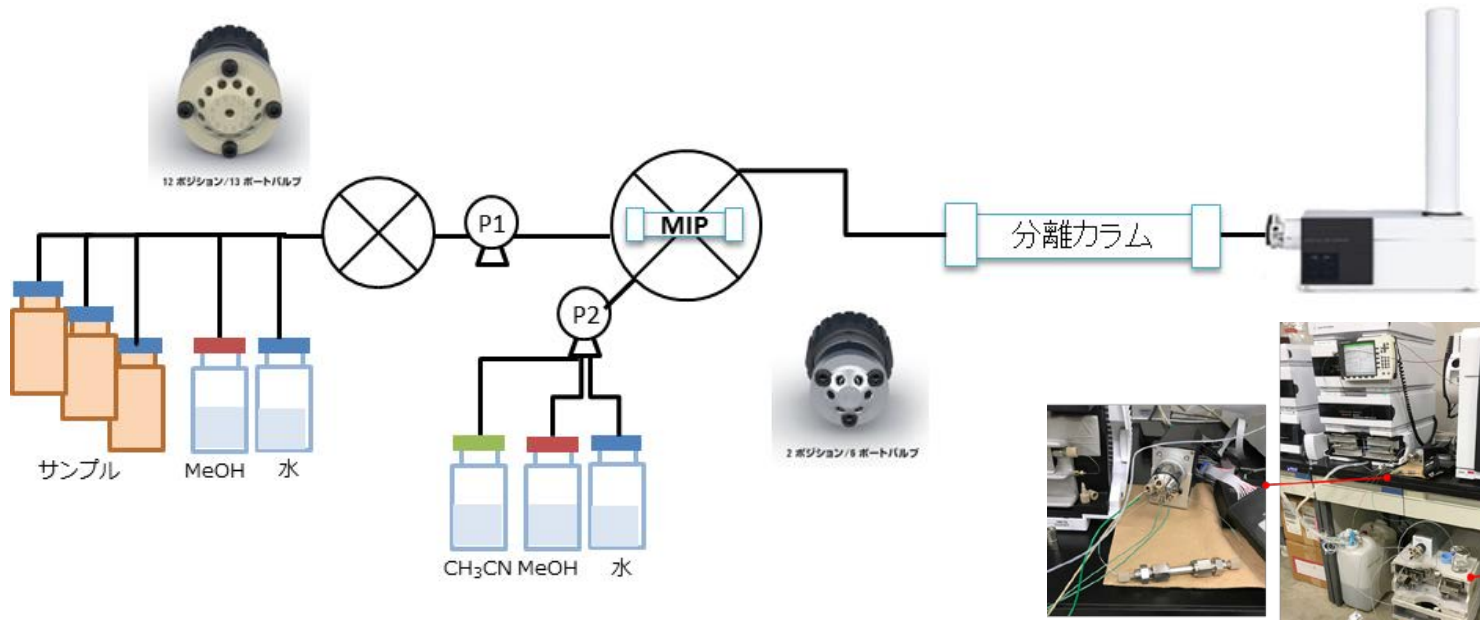 12 ポジション/13 ポートバルブ
P1
MIP
分離カラム
P2
2 ポジション/6 ポートバルブ
サンプル
MeOH
水
CH₃CN
MeOH
水